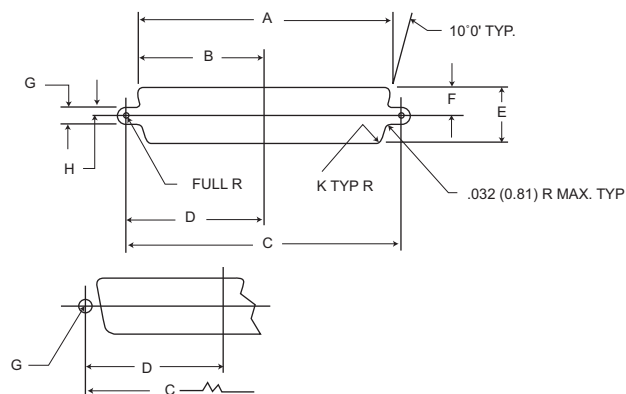 A
10°0' TYP.
B
G
F
E
H
FULL R
K TYP R
.032 (0.81) R MAX. TYP
D
C
G
D
C